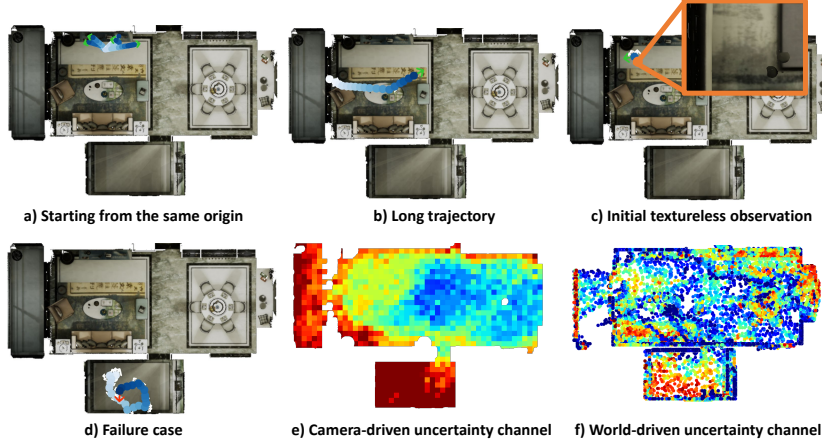 a) Starting from the same origin
b) Long trajectory
c) Initial textureless observation
d) Failure case
e) Camera-driven uncertainty channel
f) World-driven uncertainty channel